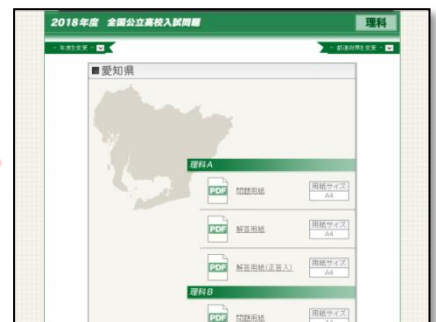 2018年度 全国公立高校入試問題
理科
- 年度を変更 -
- 都道府県を変更 -
■愛知県
理科A
PDF 問題用紙 用紙サイズ A4
PDF 解答用紙 用紙サイズ A4
PDF 解答用紙(正答入) 用紙サイズ A4
理科B
PDF 問題用紙 用紙サイズ A4